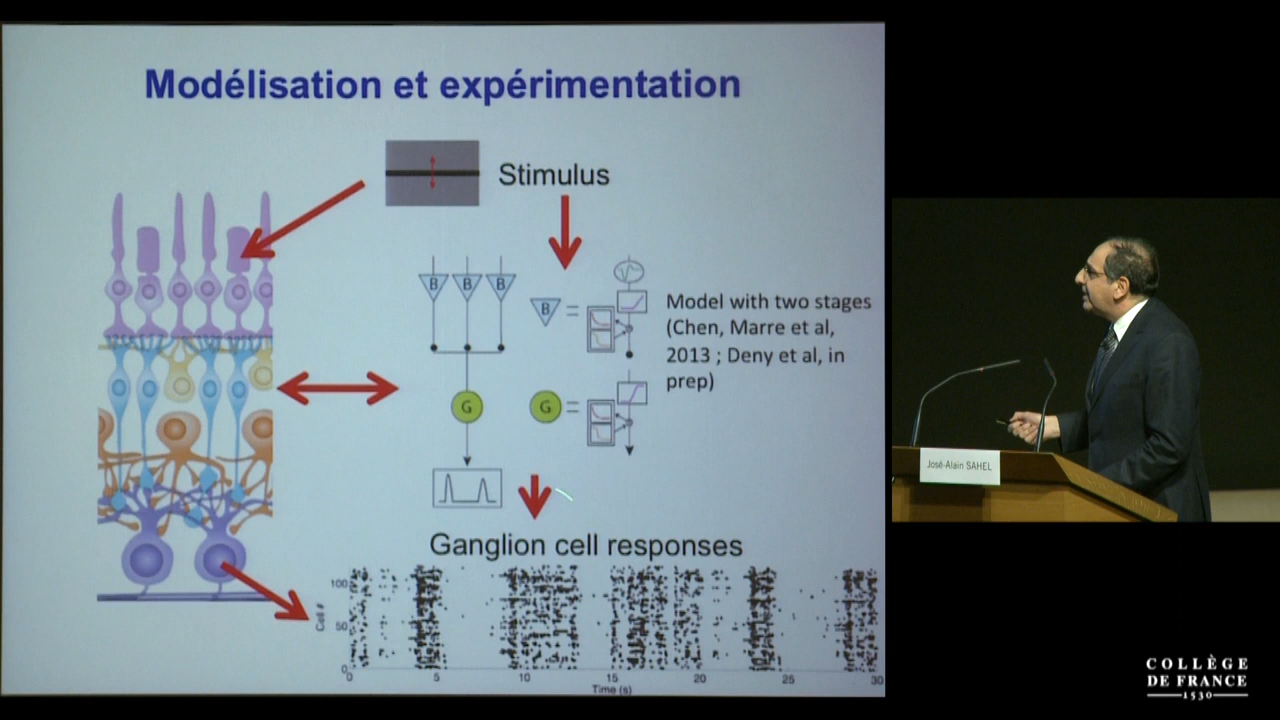 Modélisation et expérimentation
Stimulus
B
B
B
B
=
Model with two stages
(Chen, Marre et al,
2013 ; Deny et al, in
prep)
G
G
=
Ganglion cell responses
100
50
0
Cell #
0
5
10
15
20
25
30
Time (s)
José-Alain SAHEL
COLLÈGE
DE FRANCE
1530